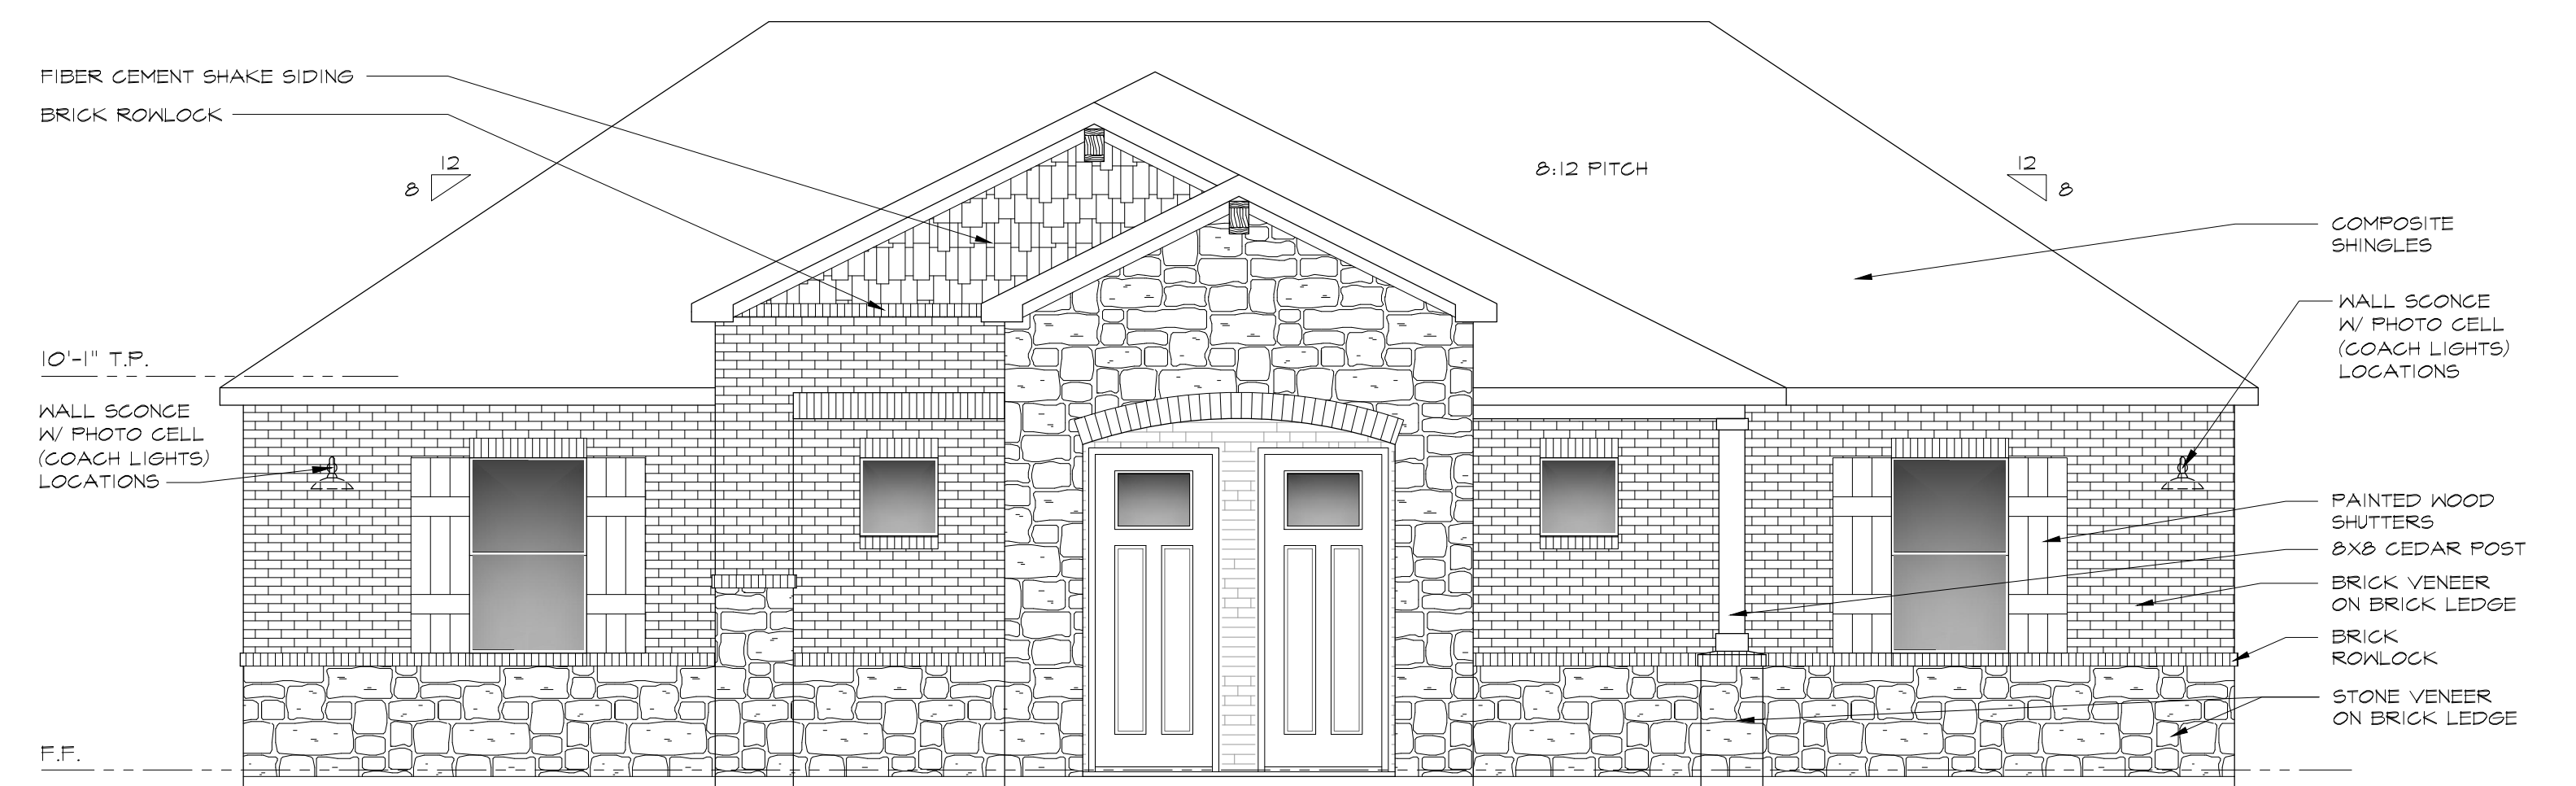 FIBER CEMENT SHAKE SIDING
BRICK ROWLOCK
12
8
10'-1" T.P.
WALL SCONCE
W/ PHOTO CELL
(COACH LIGHTS)
LOCATIONS
F.F.
8:12 PITCH
12
8
COMPOSITE
SHINGLES
WALL SCONCE
W/ PHOTO CELL
(COACH LIGHTS)
LOCATIONS
PAINTED WOOD
SHUTTERS
8X8 CEDAR POST
BRICK VENEER
ON BRICK LEDGE
BRICK
ROWLOCK
STONE VENEER
ON BRICK LEDGE